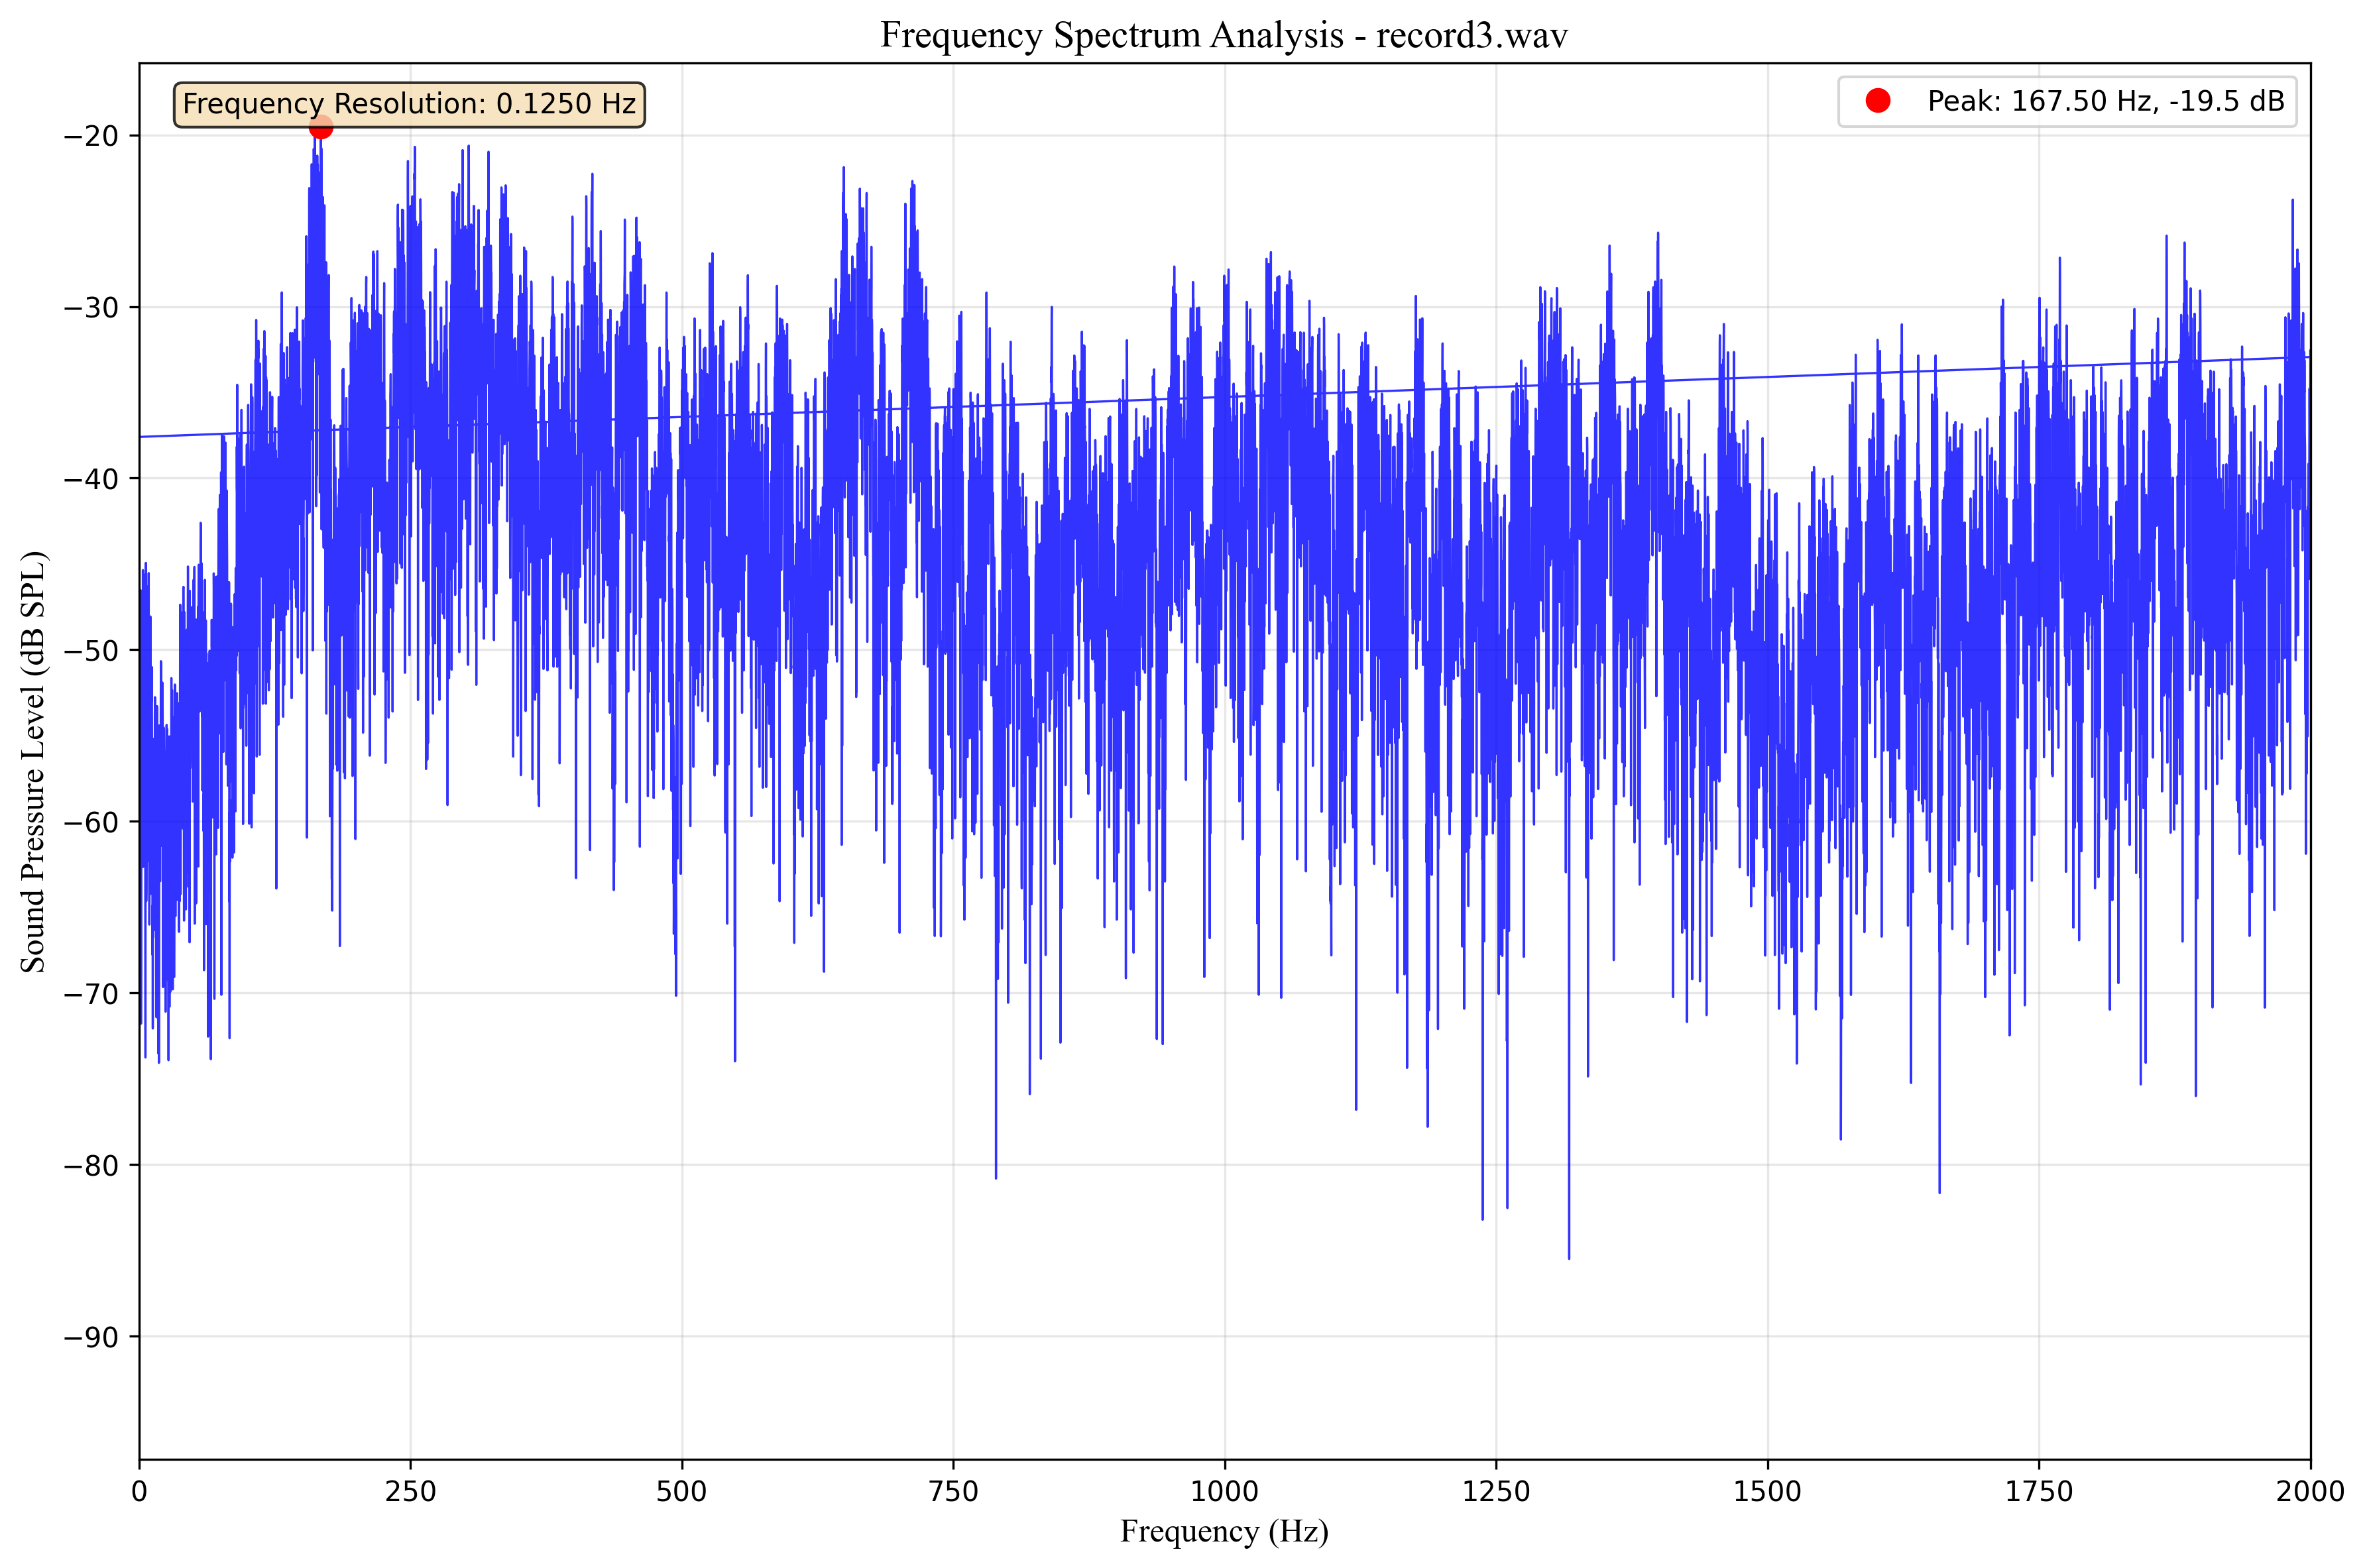 Frequency Spectrum Analysis - record3.wav
Frequency Resolution: 0.1250 Hz
Peak: 167.50 Hz, -19.5 dB
Sound Pressure Level (dB SPL)
−20
−30
−40
−50
−60
−70
−80
−90
0 250 500 750 1000 1250 1500 1750 2000
Frequency (Hz)